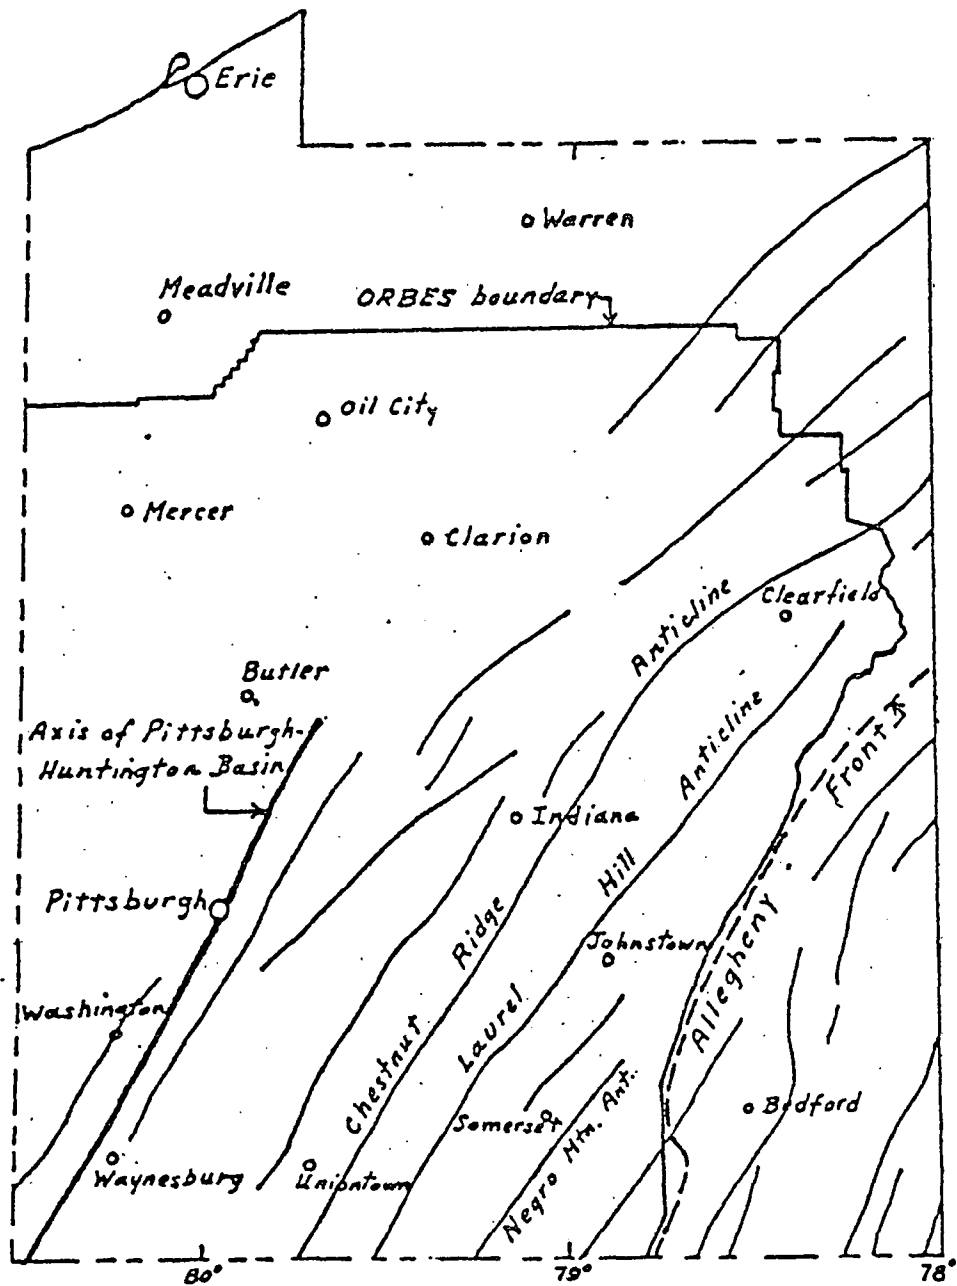 Erie
Warren
Meadville
ORBES boundary
Oil City
Mercer
Clarion
Anticline
Clearfield
Butler
Anticline
Axis of Pittsburgh-
Huntington Basin
Front
Indiana
Pittsburgh
Hill
Ridge
Johnstown
Allegheny
Washington
Laurel
Chestnut
Somerset
Negro Mtn. Ant.
Bedford
Waynesburg
Uniontown
80°
79°
78°